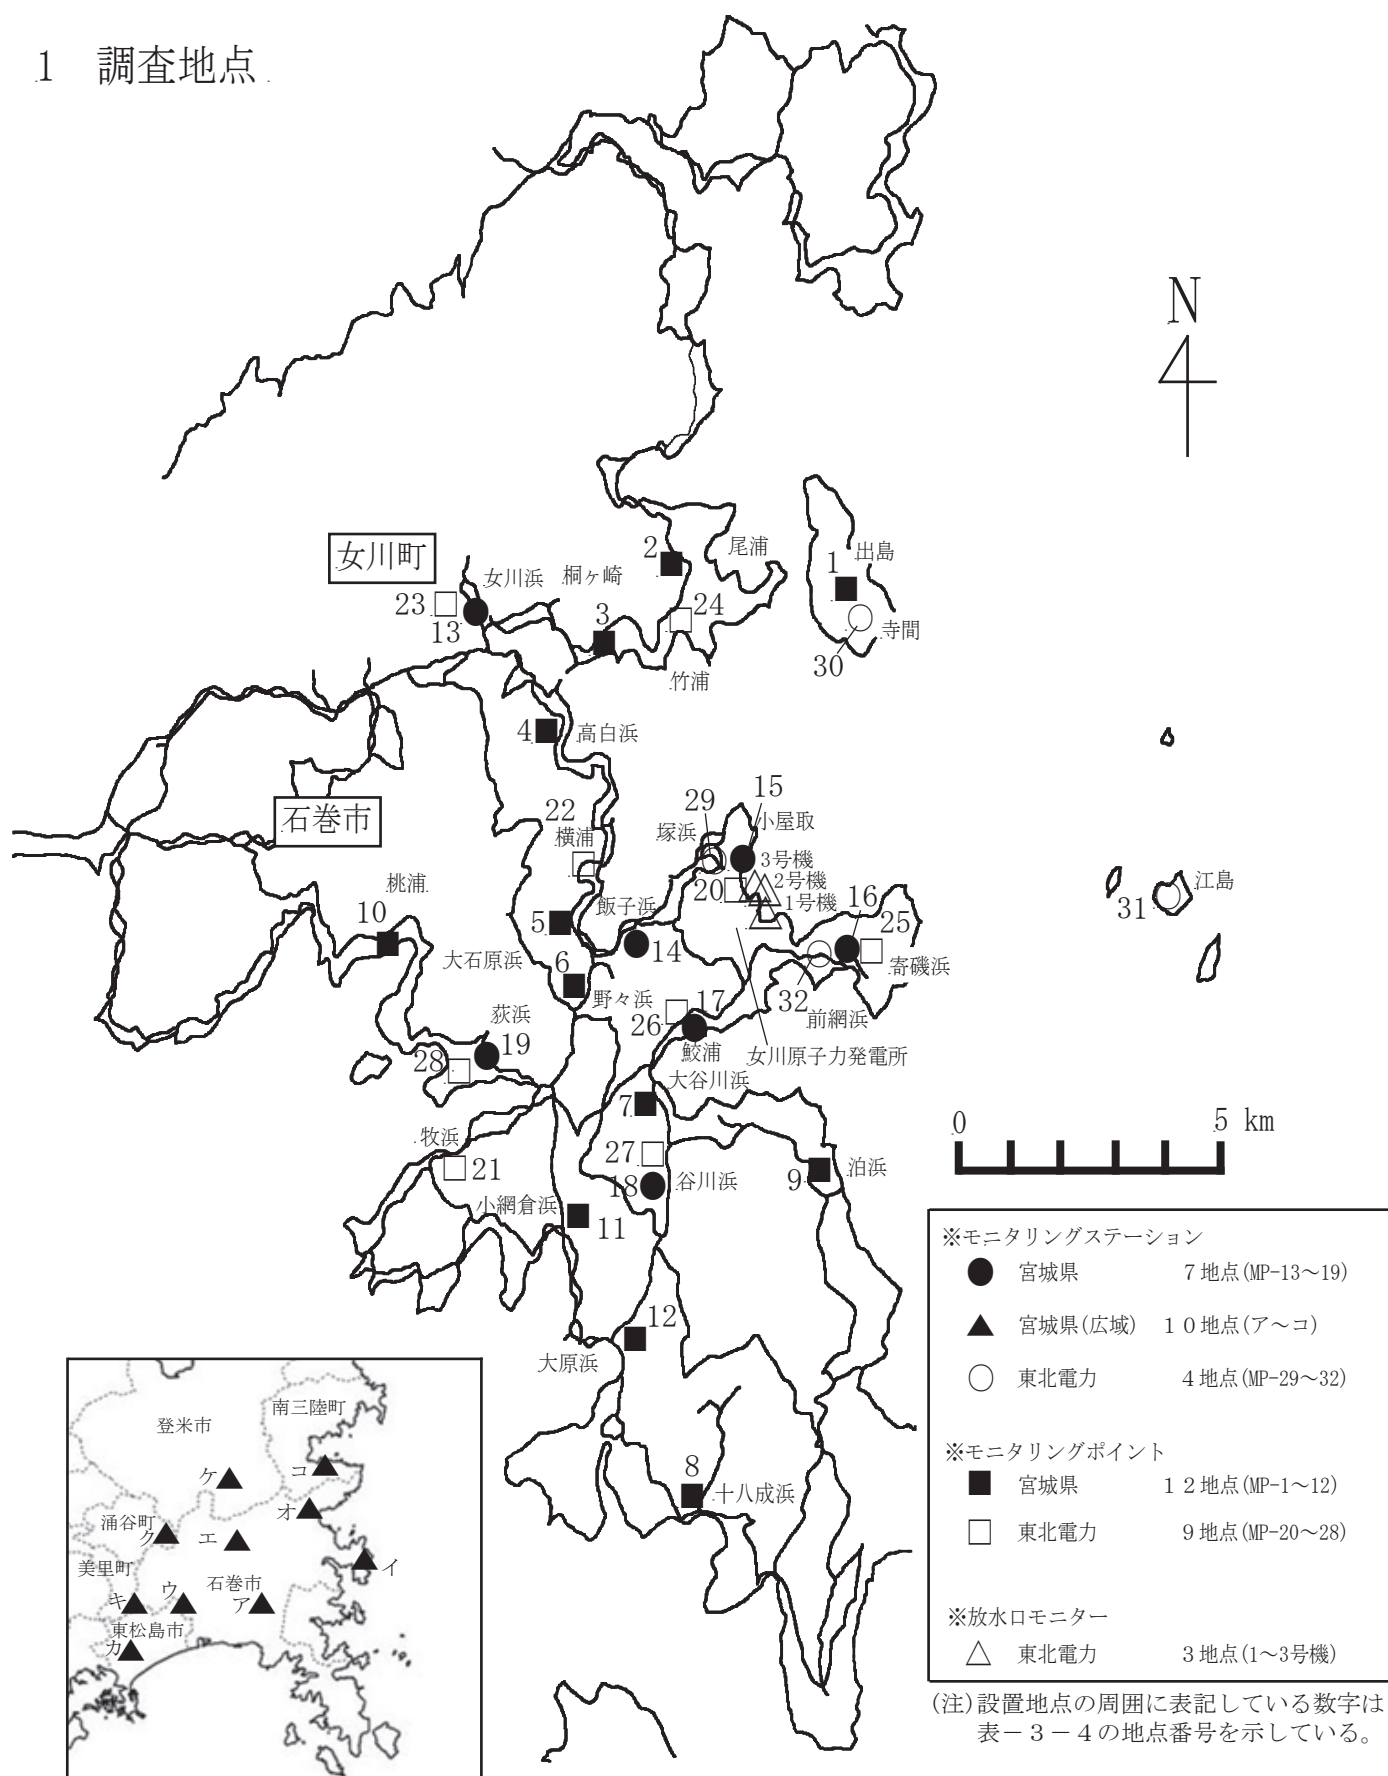 1　調査地点
N
女川町
女川浜
桐ヶ崎
2
尾浦
1
出島
23
13
3
24
寺間
30
竹浦
4
高白浜
石巻市
22
横浦
29
15
塚浜
小屋取
3号機
2号機
1号機
20
桃浦
10
5
飯子浜
16
25
31
江島
大石原浜
6
14
寄磯浜
野々浜
32
前網浜
荻浜
26
17
鮫浦
女川原子力発電所
19
28
大谷川浜
7
0　5 km
牧浜
21
27
谷川浜
18
9
泊浜
小網倉浜
11
12
大原浜
8
十八成浜
※モニタリングステーション
● 宮城県　7地点(MP-13～19)
▲ 宮城県(広域)　10地点(ア～コ)
○ 東北電力　4地点(MP-29～32)
※モニタリングポイント
■ 宮城県　12地点(MP-1～12)
□ 東北電力　9地点(MP-20～28)
※放水口モニター
△ 東北電力　3地点(1～3号機)
(注)設置地点の周囲に表記している数字は
表－3－4の地点番号を示している。
南三陸町
登米市
コ
ケ
オ
涌谷町
ク
エ
美里町
イ
キ
ウ
石巻市
ア
東松島市
カ